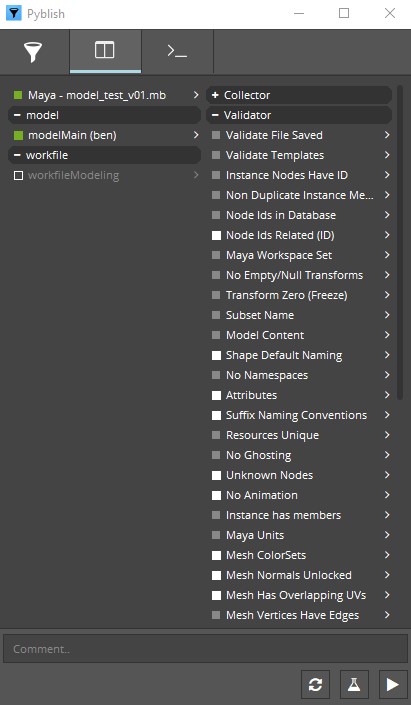 Pyblish
Maya - model_test_v01.mb
model
modelMain (ben)
workfile
workfileModeling
Collector
Validator
Validate File Saved
Validate Templates
Instance Nodes Have ID
Non Duplicate Instance Me...
Node Ids in Database
Node Ids Related (ID)
Maya Workspace Set
No Empty/Null Transforms
Transform Zero (Freeze)
Subset Name
Model Content
Shape Default Naming
No Namespaces
Attributes
Suffix Naming Conventions
Resources Unique
No Ghosting
Unknown Nodes
No Animation
Instance has members
Maya Units
Mesh ColorSets
Mesh Normals Unlocked
Mesh Has Overlapping UVs
Mesh Vertices Have Edges
Comment..